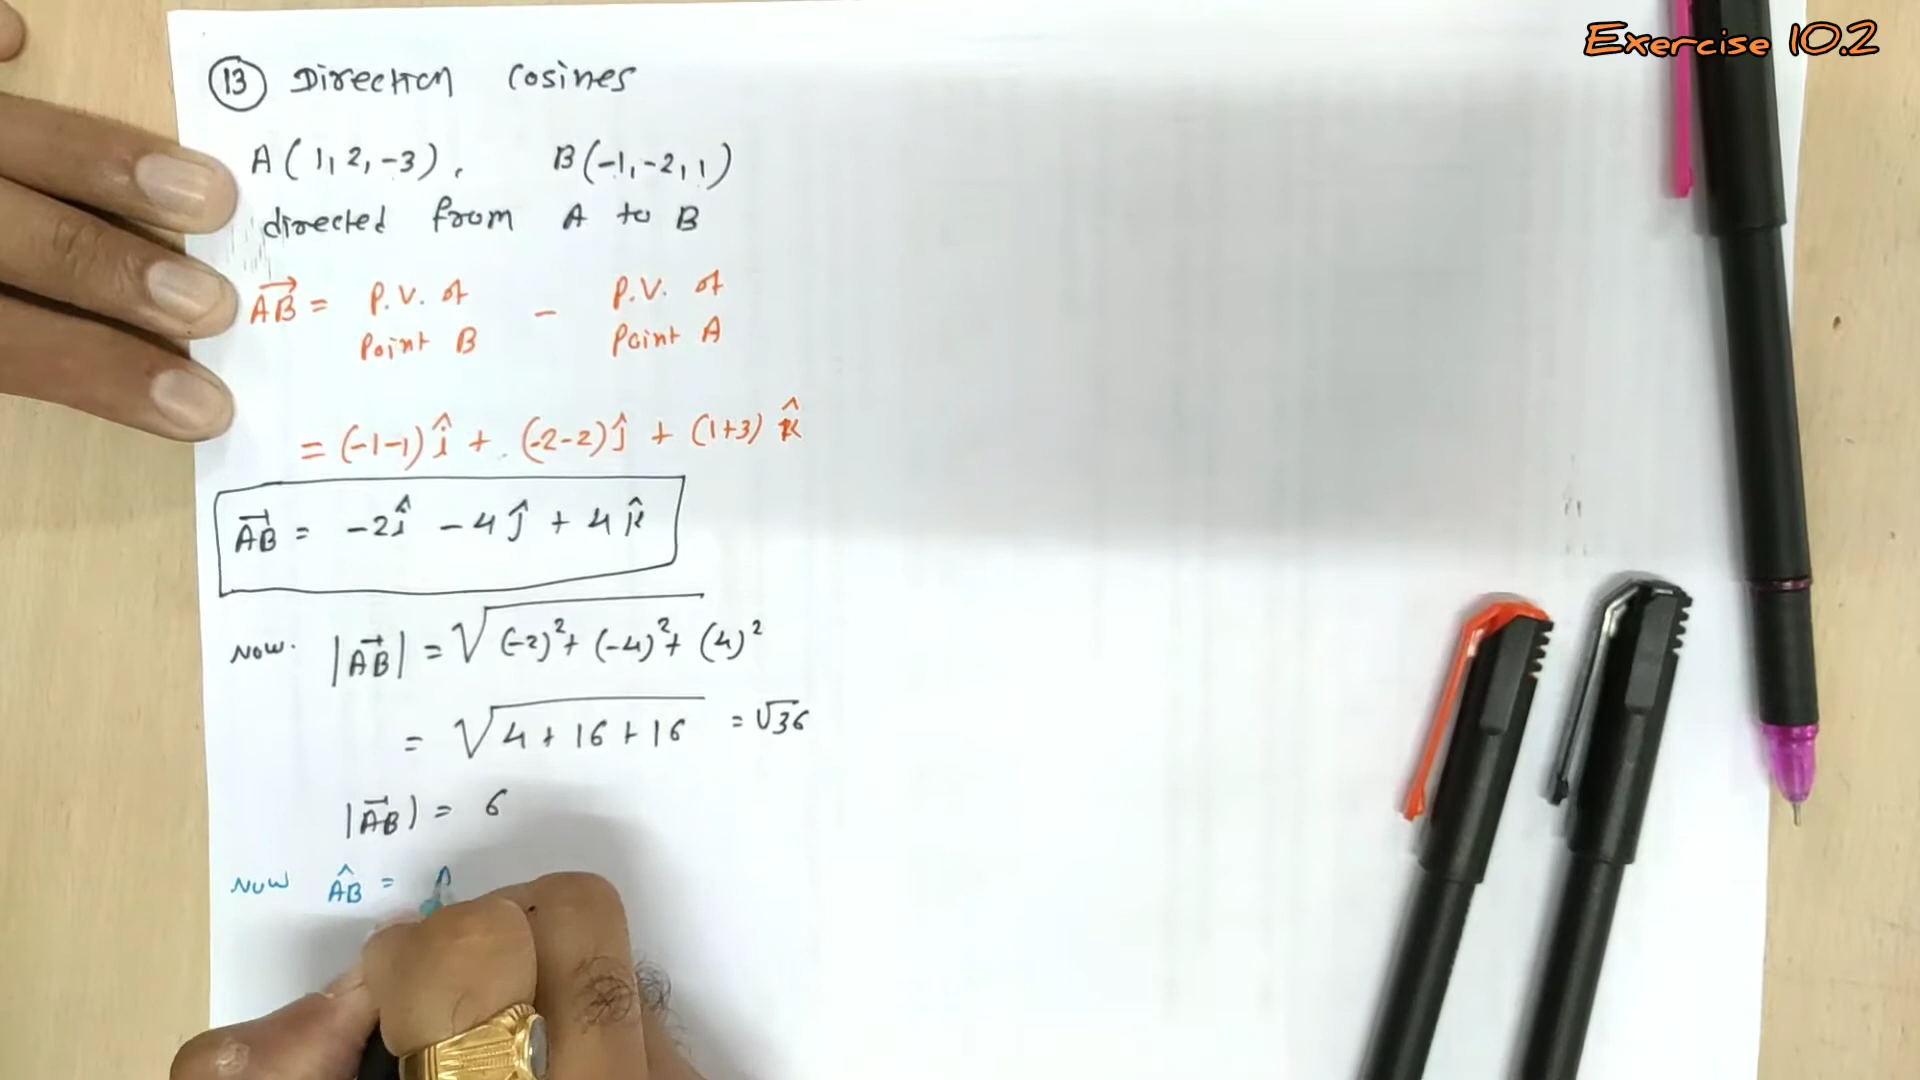 Exercise 10.2
13 Direction Cosines
A(1, 2, -3), B(-1, -2, 1)
directed from A to B
AB⃗ = P.V. of Point B - P.V. of Point A
= (-1-1)î + (-2-2)ĵ + (1+3) k̂
AB⃗ = -2î - 4ĵ + 4k̂
Now. |AB⃗| = √(-2)² + (-4)² + (4)²
= √4 + 16 + 16 = √36
|AB⃗| = 6
Now ÂB =